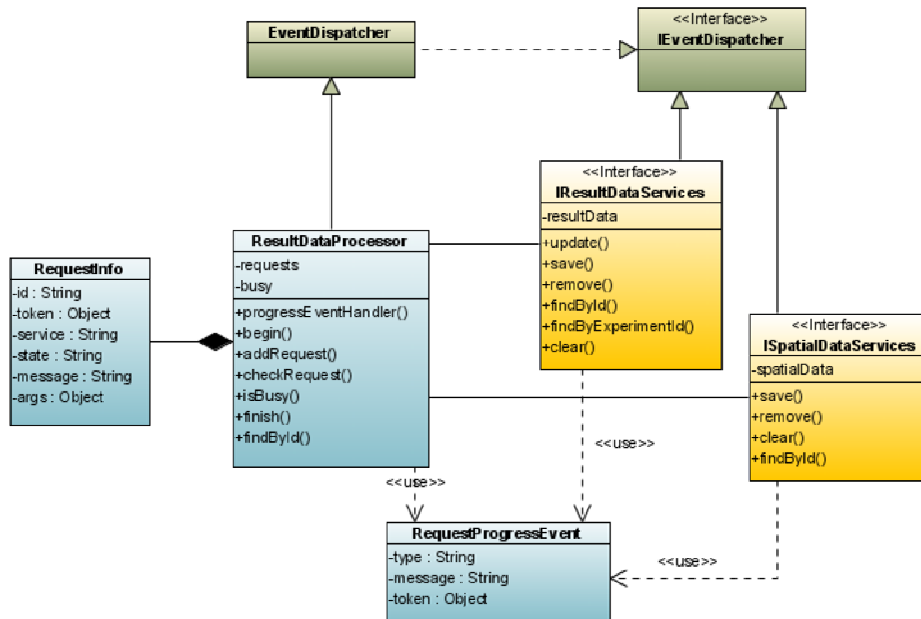 EventDispatcher
<<Interface>>
IEventDispatcher
<<Interface>>
IResultDataServices
-resultData
+update()
+save()
+remove()
+findById()
+findByExperimentId()
+clear()
ResultDataProcessor
-requests
-busy
+progressEventHandler()
+begin()
+addRequest()
+checkRequest()
+isBusy()
+finish()
+findById()
RequestInfo
-id : String
-token : Object
-service : String
-state : String
-message : String
-args : Object
<<Interface>>
ISpatialDataServices
-spatialData
+save()
+remove()
+clear()
+findById()
<<use>>
<<use>>
<<use>>
RequestProgressEvent
-type : String
-message : String
-token : Object